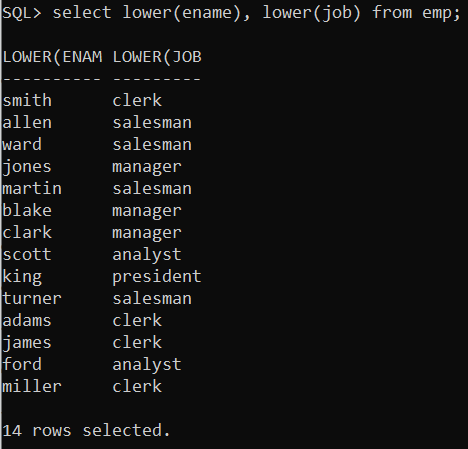 SQL> select lower(ename), lower(job) from emp;
LOWER(ENAM LOWER(JOB
---------- ---------
smith      clerk
allen      salesman
ward       salesman
jones      manager
martin     salesman
blake      manager
clark      manager
scott      analyst
king       president
turner     salesman
adams      clerk
james      clerk
ford       analyst
miller     clerk
14 rows selected.